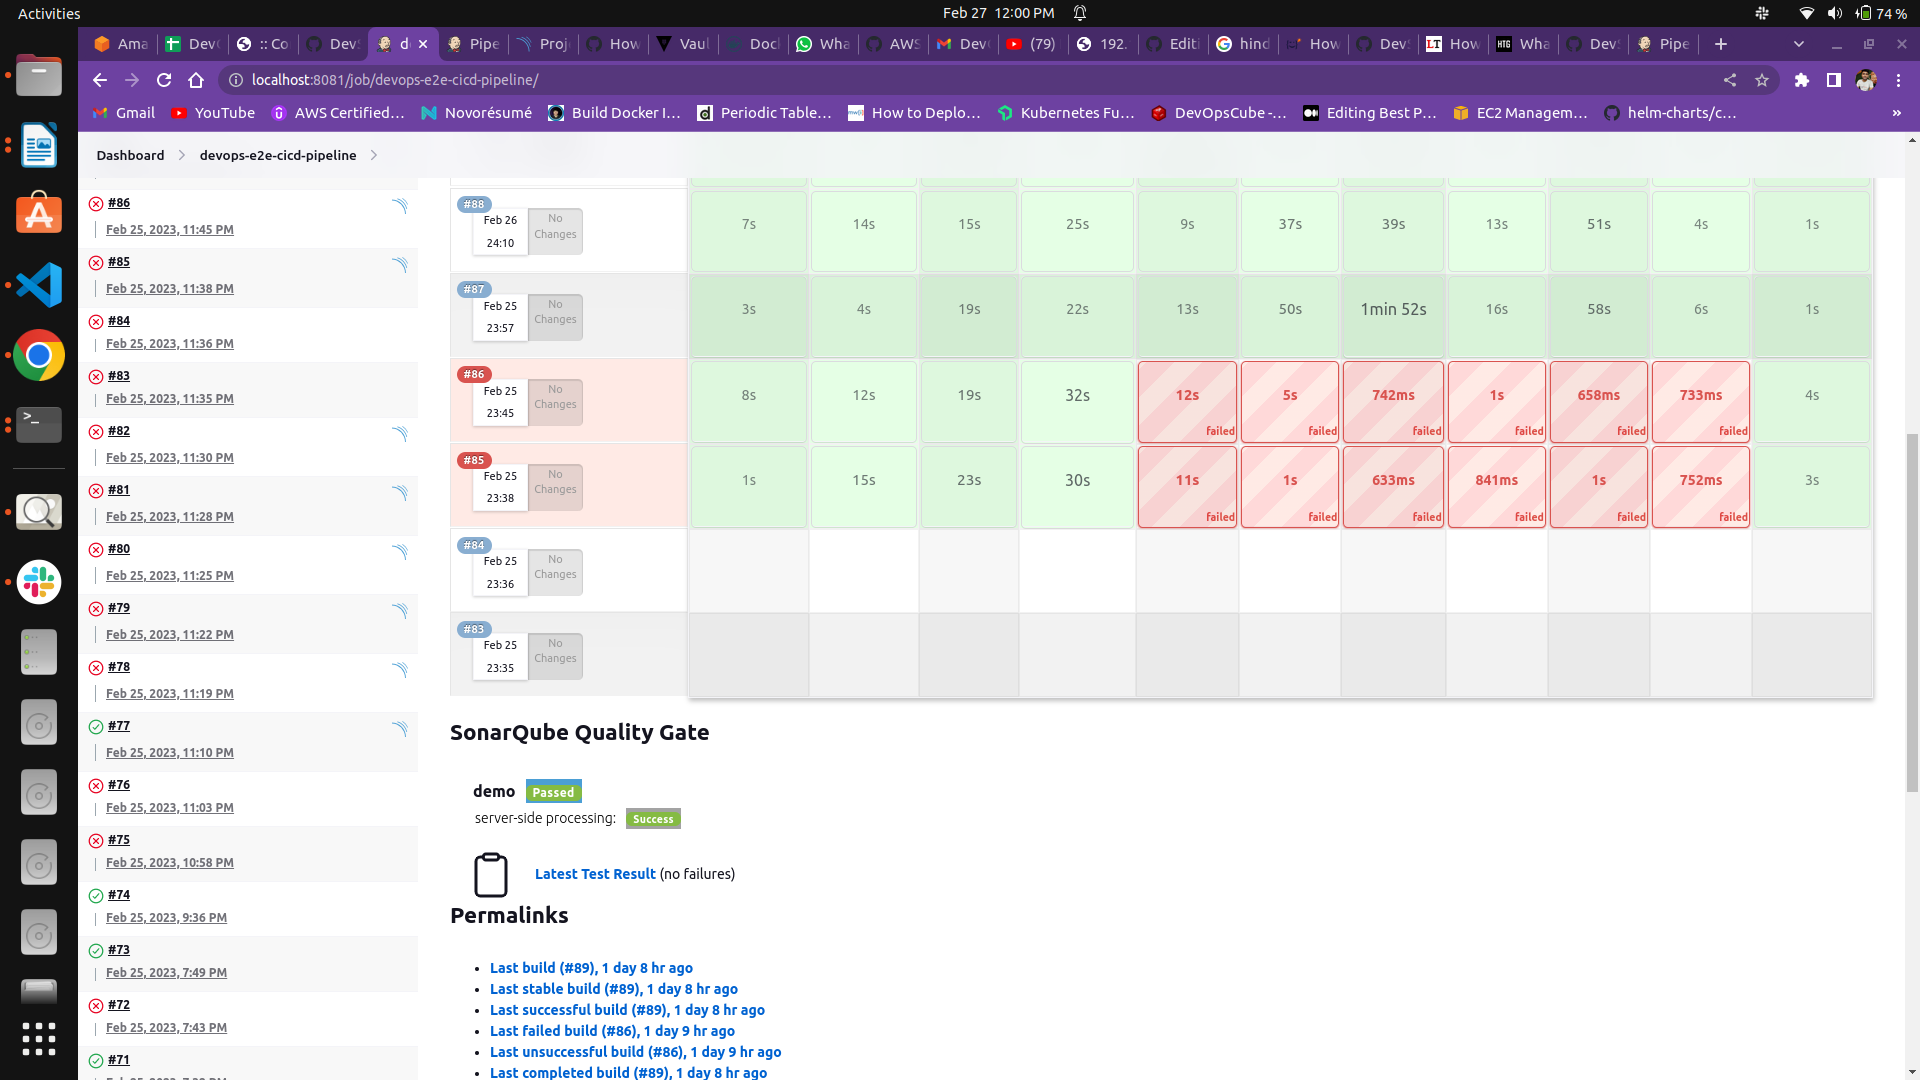 Activities
Feb 27 12:00 PM
74 %
Ama
Dev
:: Co
Dev
d
Pipe
Proj
How
Vaul
Doc
Wha
AWS
Dev
(79)
192.
Editi
hind
How
DevS
How
Wha
Dev
Pipe
localhost:8081/job/devops-e2e-cicd-pipeline/
Gmail
YouTube
AWS Certified…
Novorésumé
Build Docker I…
Periodic Table…
How to Deplo…
Kubernetes Fu…
DevOpsCube -…
Editing Best P…
EC2 Managem…
helm-charts/c…
»
Dashboard
devops-e2e-cicd-pipeline
#86
Feb 25, 2023, 11:45 PM
#85
Feb 25, 2023, 11:38 PM
#84
Feb 25, 2023, 11:36 PM
#83
Feb 25, 2023, 11:35 PM
#82
Feb 25, 2023, 11:30 PM
#81
Feb 25, 2023, 11:28 PM
#80
Feb 25, 2023, 11:25 PM
#79
Feb 25, 2023, 11:22 PM
#78
Feb 25, 2023, 11:19 PM
#77
Feb 25, 2023, 11:10 PM
#76
Feb 25, 2023, 11:03 PM
#75
Feb 25, 2023, 10:58 PM
#74
Feb 25, 2023, 9:36 PM
#73
Feb 25, 2023, 7:49 PM
#72
Feb 25, 2023, 7:43 PM
#71
#88
Feb 26
24:10
No
Changes
7s 14s 15s 25s 9s 37s 39s 13s 51s 4s 1s
#87
Feb 25
23:57
No
Changes
3s 4s 19s 22s 13s 50s 1min 52s 16s 58s 6s 1s
#86
Feb 25
23:45
No
Changes
8s 12s 19s 32s 12s 5s 742ms 1s 658ms 733ms 4s
failed failed failed failed failed failed
#85
Feb 25
23:38
No
Changes
1s 15s 23s 30s 11s 1s 633ms 841ms 1s 752ms 3s
failed failed failed failed failed failed
#84
Feb 25
23:36
No
Changes
#83
Feb 25
23:35
No
Changes
SonarQube Quality Gate
demo Passed
server-side processing: Success
Latest Test Result (no failures)
Permalinks
Last build (#89), 1 day 8 hr ago
Last stable build (#89), 1 day 8 hr ago
Last successful build (#89), 1 day 8 hr ago
Last failed build (#86), 1 day 9 hr ago
Last unsuccessful build (#86), 1 day 9 hr ago
Last completed build (#89), 1 day 8 hr ago